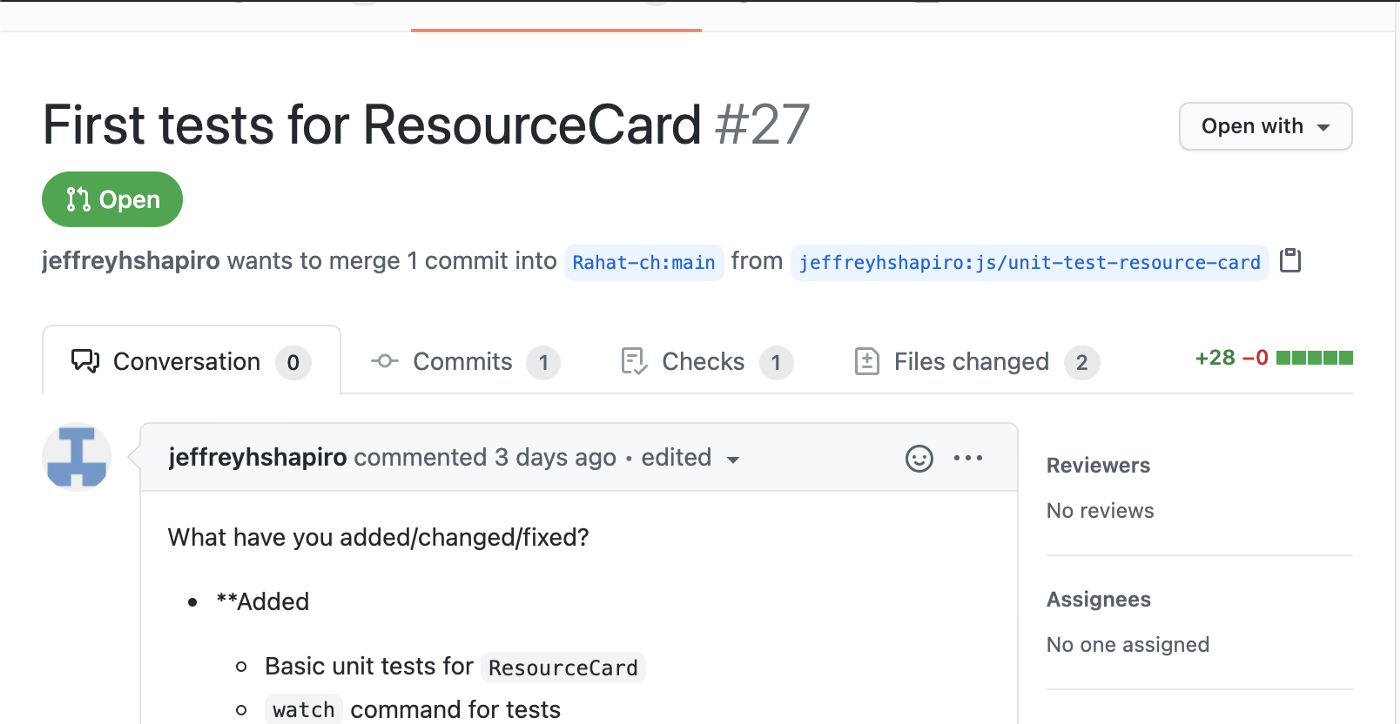 First tests for ResourceCard #27
Open with
Open
jeffreyhshapiro wants to merge 1 commit into Rahat-ch:main from jeffreyhshapiro:js/unit-test-resource-card
Conversation 0
Commits 1
Checks 1
Files changed 2
+28 −0
jeffreyhshapiro commented 3 days ago • edited
What have you added/changed/fixed?
**Added
Basic unit tests for ResourceCard
watch command for tests
Reviewers
No reviews
Assignees
No one assigned